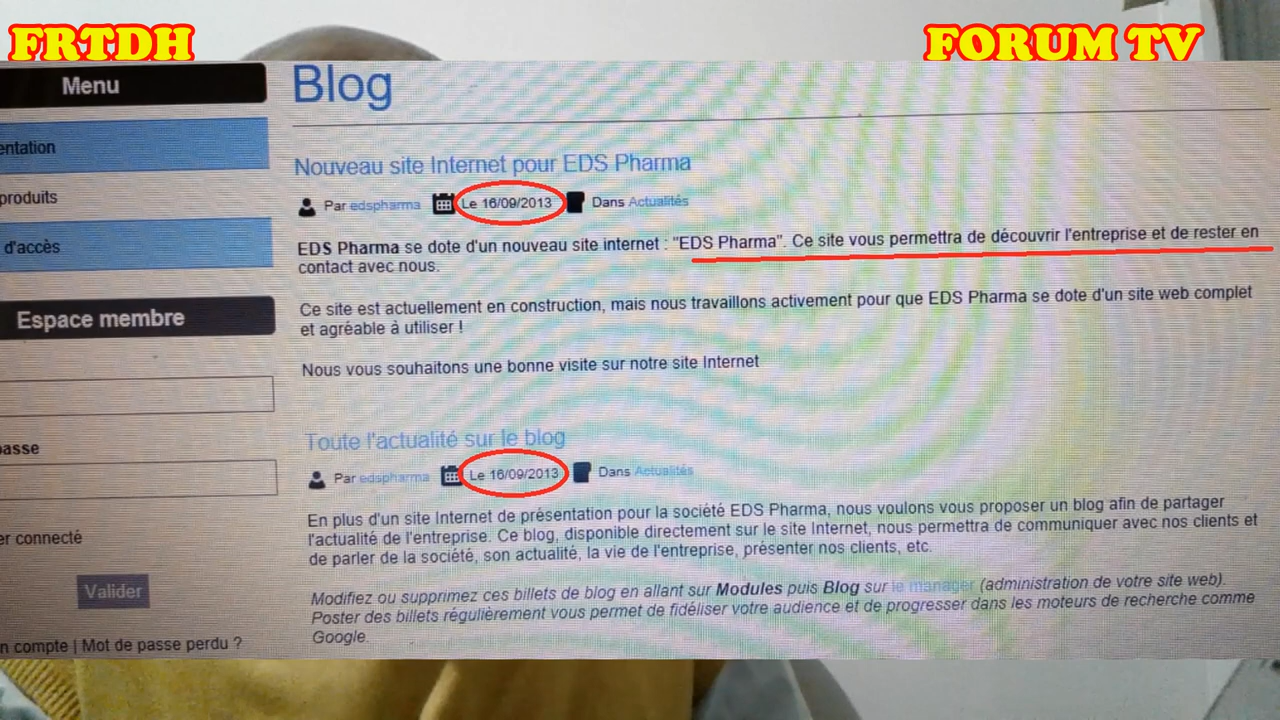 FRTDH
FORUM TV
Menu
entation
produits
d'accès
Espace membre
passe
er connecté
Valider
n compte | Mot de passe perdu ?
Blog
Nouveau site Internet pour EDS Pharma
Par edspharma Le 16/09/2013 Dans Actualités
EDS Pharma se dote d'un nouveau site internet : "EDS Pharma". Ce site vous permettra de découvrir l'entreprise et de rester en
contact avec nous.
Ce site est actuellement en construction, mais nous travaillons activement pour que EDS Pharma se dote d'un site web complet
et agréable à utiliser !
Nous vous souhaitons une bonne visite sur notre site Internet
Toute l'actualité sur le blog
Par edspharma Le 16/09/2013 Dans Actualités
En plus d'un site Internet de présentation pour la société EDS Pharma, nous voulons vous proposer un blog afin de partager
l'actualité de l'entreprise. Ce blog, disponible directement sur le site Internet, nous permettra de communiquer avec nos clients et
de parler de la société, son actualité, la vie de l'entreprise, présenter nos clients, etc.
Modifiez ou supprimez ces billets de blog en allant sur Modules puis Blog sur le manager (administration de votre site web).
Poster des billets régulièrement vous permet de fidéliser votre audience et de progresser dans les moteurs de recherche comme
Google.